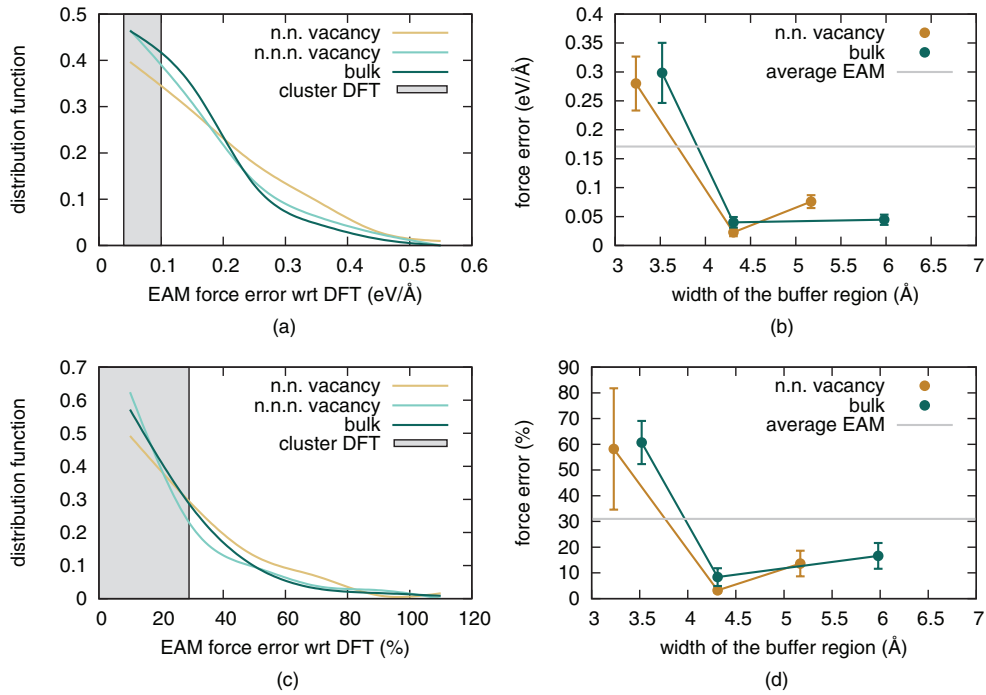 0.6
0.5
0.4
0.3
0.2
0.1
0
distribution function
n.n. vacancy
n.n.n. vacancy
bulk
cluster DFT
0 0.1 0.2 0.3 0.4 0.5 0.6
EAM force error wrt DFT (eV/Å)
(a)
0.4
0.35
0.3
0.25
0.2
0.15
0.1
0.05
0
force error (eV/Å)
n.n. vacancy
bulk
average EAM
3 3.5 4 4.5 5 5.5 6 6.5 7
width of the buffer region (Å)
(b)
0.7
0.6
0.5
0.4
0.3
0.2
0.1
0
distribution function
n.n. vacancy
n.n.n. vacancy
bulk
cluster DFT
0 20 40 60 80 100 120
EAM force error wrt DFT (%)
(c)
90
80
70
60
50
40
30
20
10
0
force error (%)
n.n. vacancy
bulk
average EAM
3 3.5 4 4.5 5 5.5 6 6.5 7
width of the buffer region (Å)
(d)